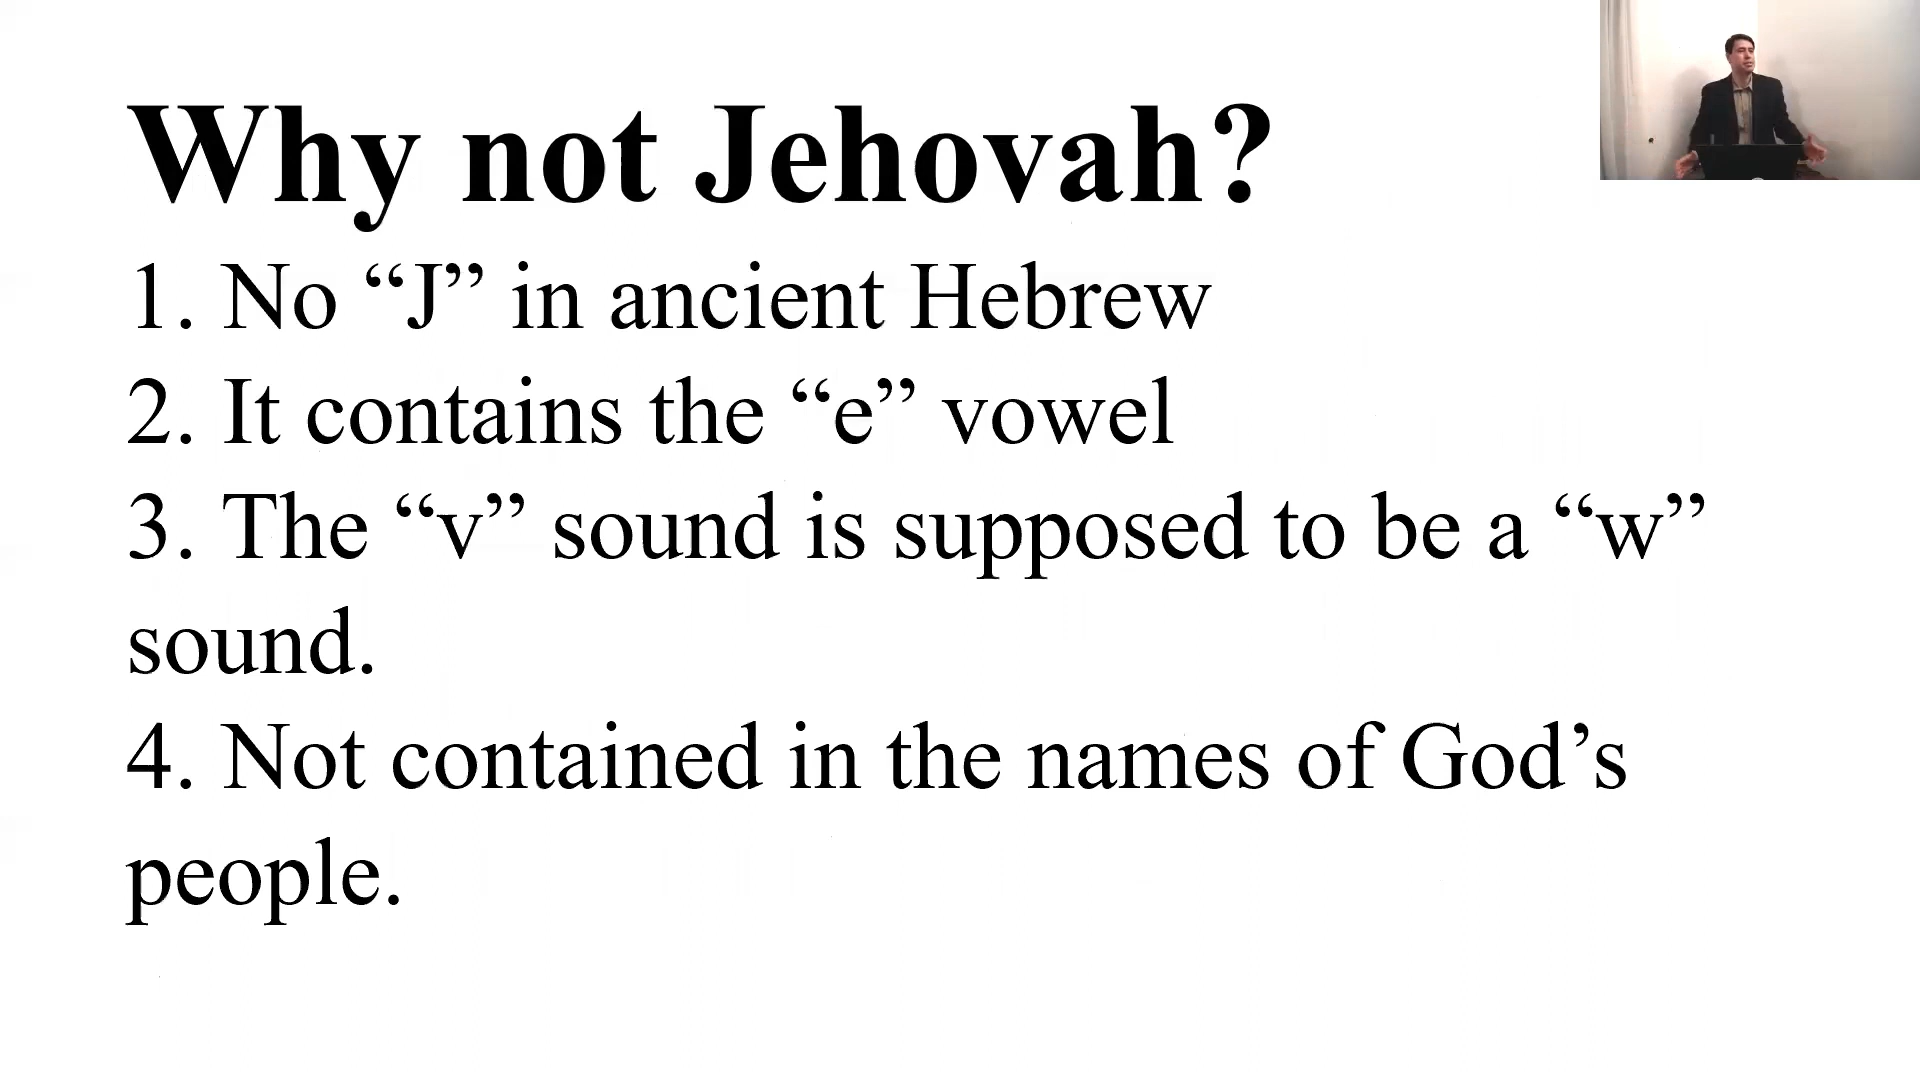 Why not Jehovah?
1. No “J” in ancient Hebrew
2. It contains the “e” vowel
3. The “v” sound is supposed to be a “w”
sound.
4. Not contained in the names of God’s
people.